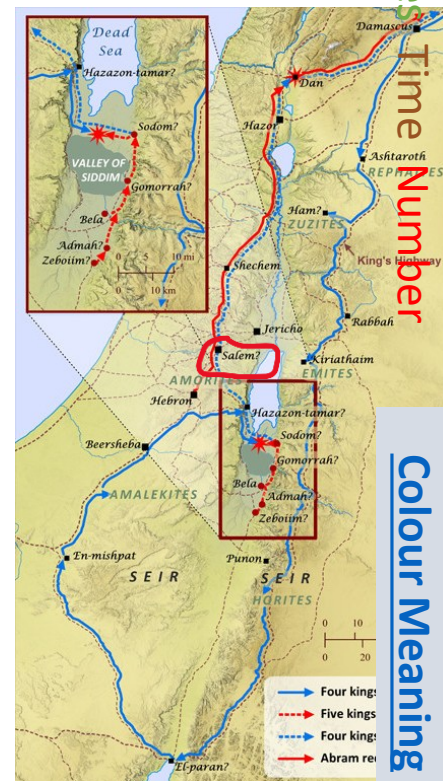 Dead
Sea
Hazazon-tamar?
Sodom?
VALLEY OF
SIDDIM
Gomorrah?
Bela
Admah?
Zeboiim?
0 5 10 mi
0 10 km
Damascus
Dan
Hazor
Ashtaroth
REPHAITES
Ham?
ZUZITES
King's Highway
Shechem
Jericho
Rabbah
Salem?
Kiriathaim
AMORITES
EMITES
Hebron
Hazazon-tamar?
Sodom?
Beersheba
Gomorrah?
Bela
Admah?
Zeboiim?
AMALEKITES
En-mishpat
Punon
SEIR
SEIR
HORITES
0 10
0 20
El-paran?
Four kings
Five kings
Four kings
Abram
Time Number
Colour Meaning